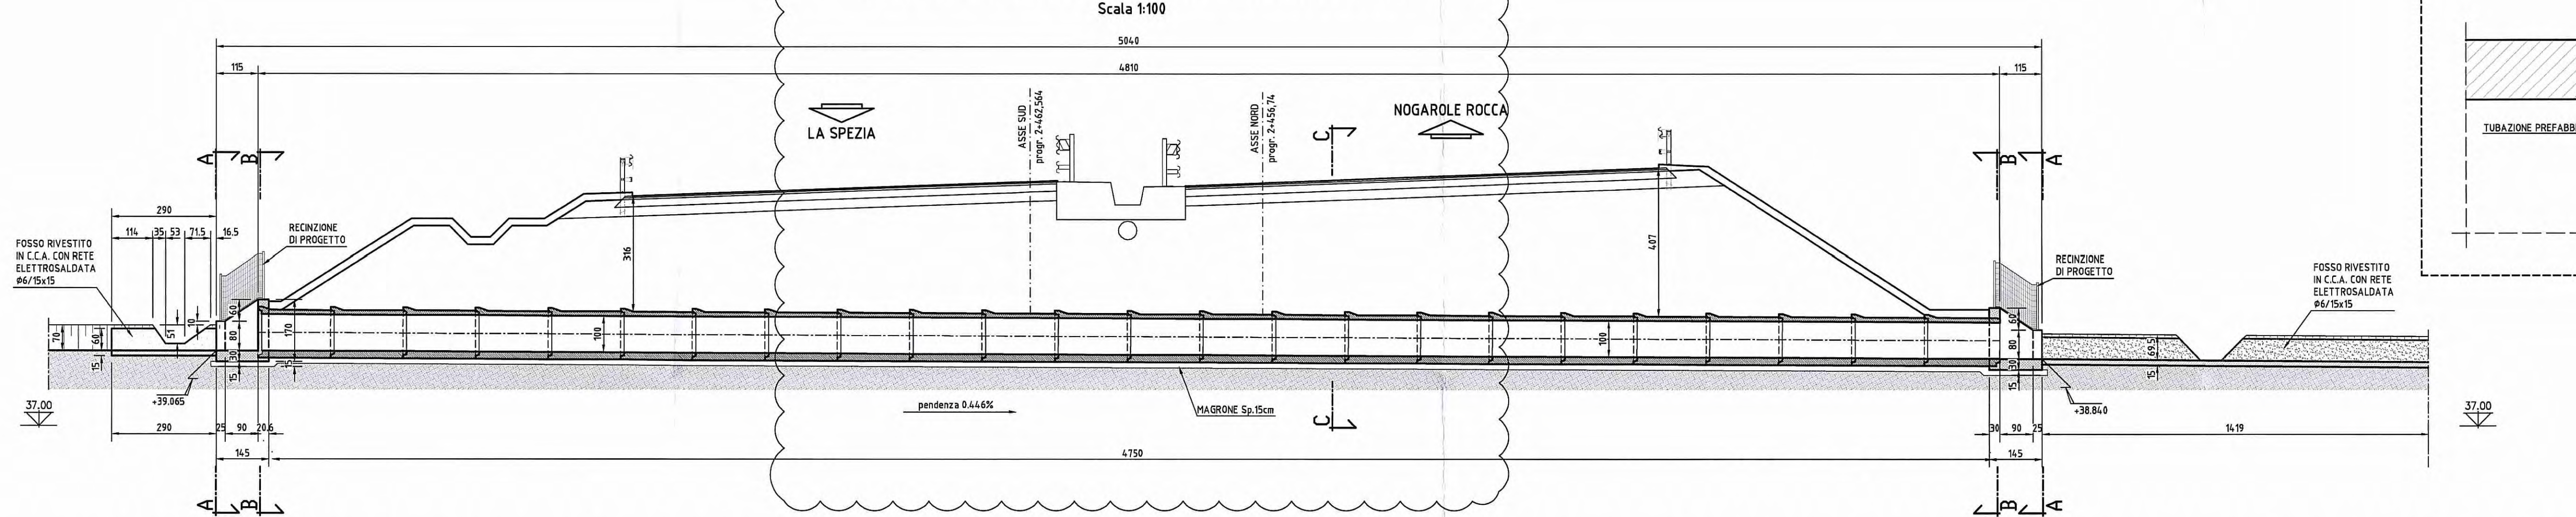 Scala 1:100
5040
115
4810
115
LA SPEZIA
ASSE SUD
progr. 2+462,564
ASSE NORD
progr. 2+456,74
C
NOGAROLE ROCCA
A
B
B
A
290
114
35
53
71.5
16.5
RECINZIONE
DI PROGETTO
FOSSO RIVESTITO
IN C.C.A. CON RETE
ELETTROSALDATA
ø6/15x15
316
407
RECINZIONE
DI PROGETTO
FOSSO RIVESTITO
IN C.C.A. CON RETE
ELETTROSALDATA
ø6/15x15
TUBAZIONE PREFABB
70
60
15
51
10
60
80
30
15
170
15
100
100
60
80
30
15
69.5
15
+39.065
37.00
pendenza 0.446%
MAGRONE Sp.15cm
C
+38.840
37.00
290
25
90
20.6
30
90
25
1419
145
4750
145
A
B
B
A